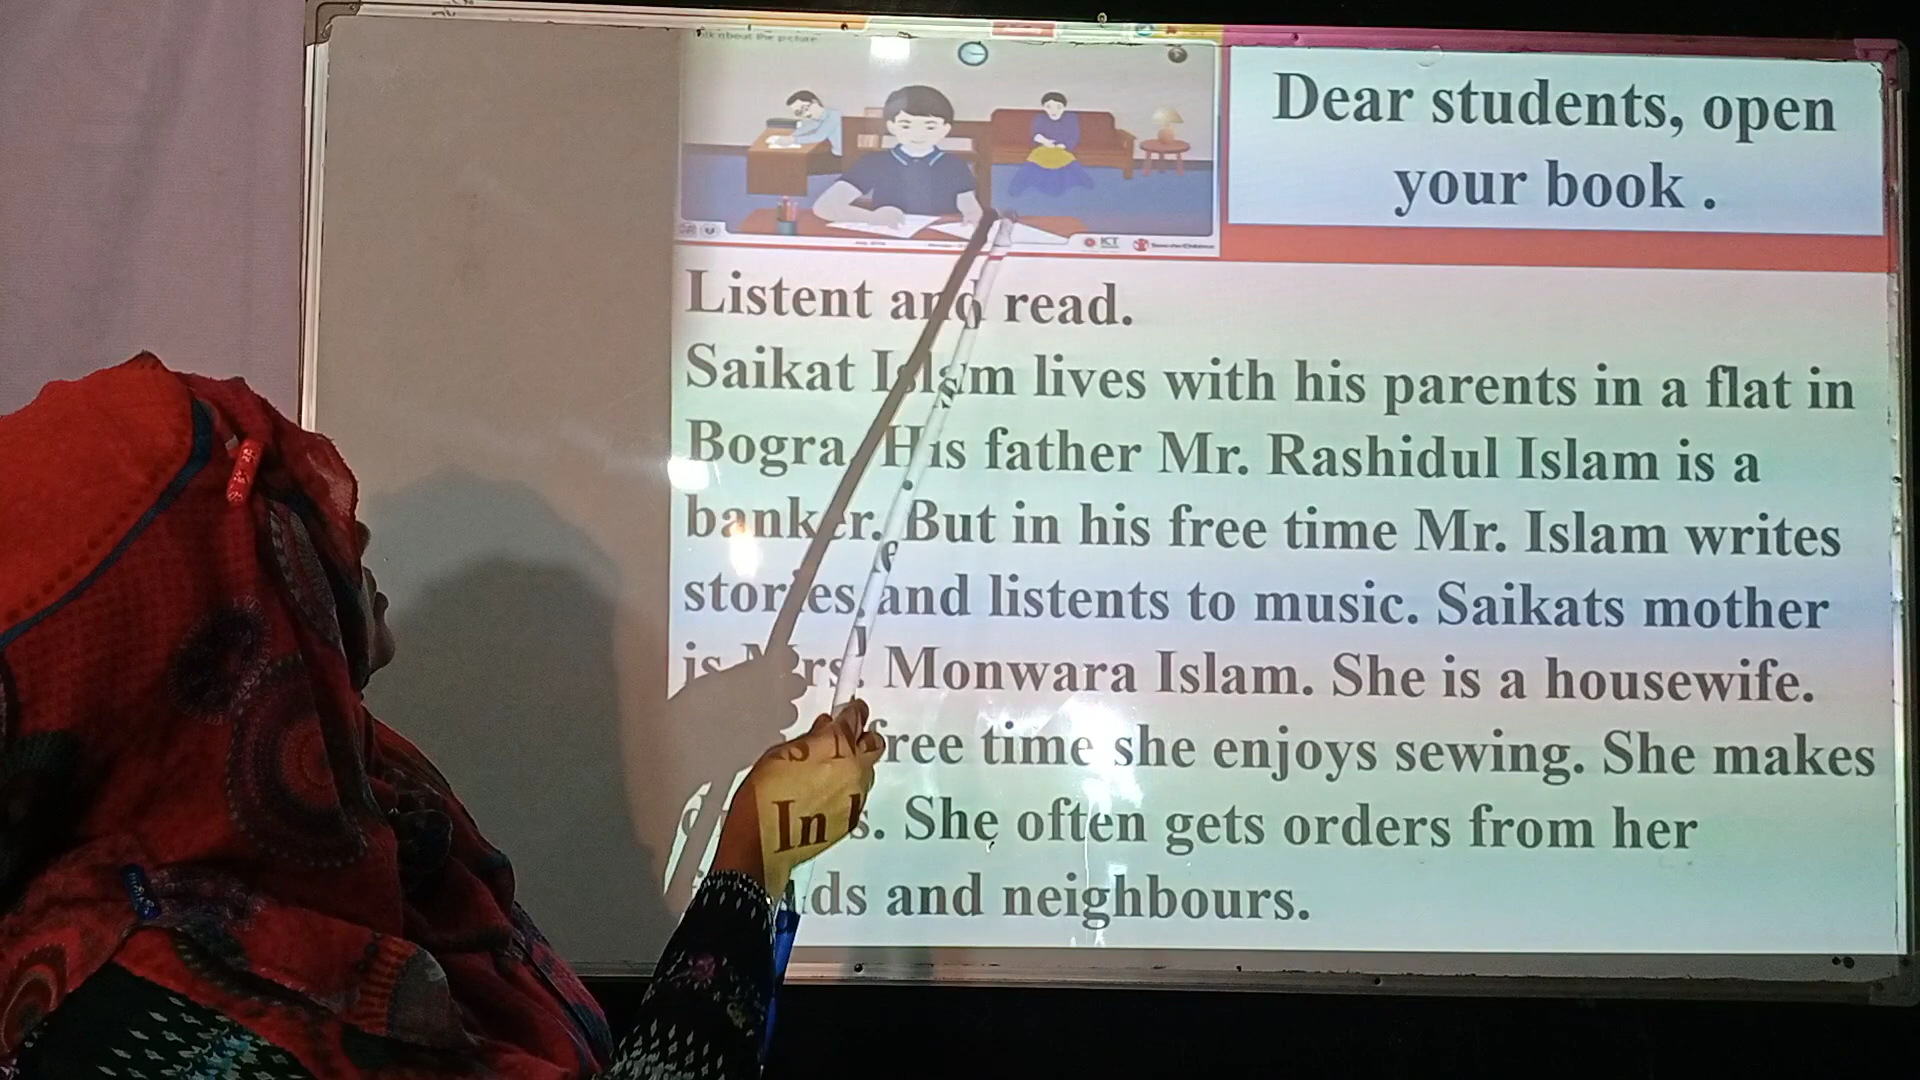 Dear students, open
your book .
Listent and read.
Saikat Islam lives with his parents in a flat in
Bogra. His father Mr. Rashidul Islam is a
banker. But in his free time Mr. Islam writes
stories and listents to music. Saikats mother
is Mrs. Monwara Islam. She is a housewife.
In free time she enjoys sewing. She makes
She often gets orders from her
and neighbours.